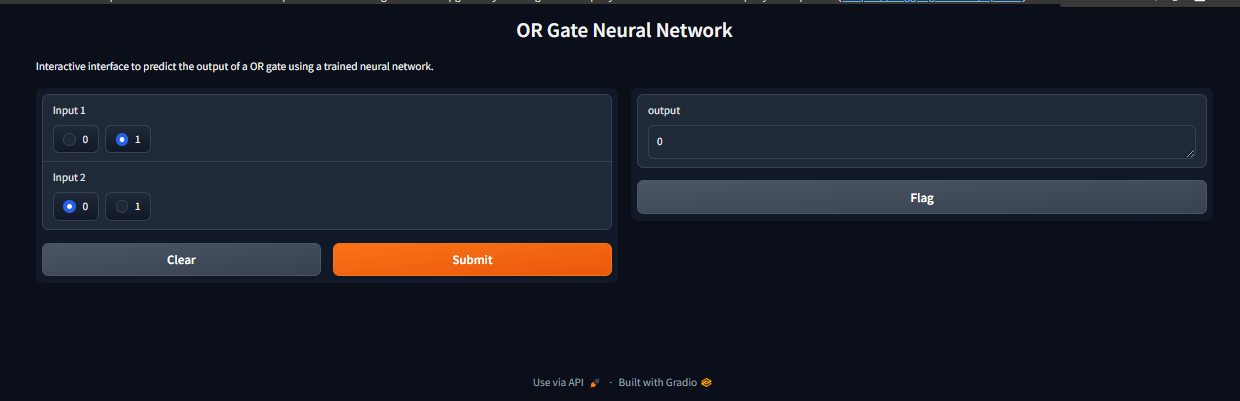 OR Gate Neural Network
Interactive interface to predict the output of a OR gate using a trained neural network.
Input 1
0 1
Input 2
0 1
Clear Submit
output
0
Flag
Use via API · Built with Gradio